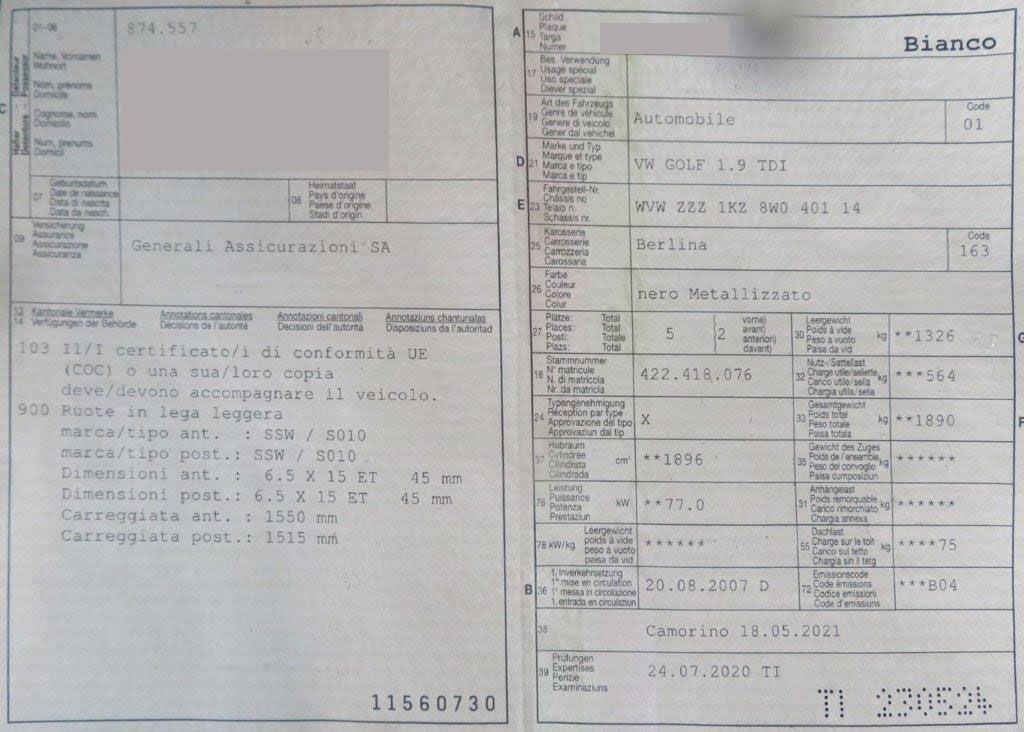 01-06
874.557
Halter - Détenteur
Detentore - Possessur
C
Name, Vornamen
Wohnort
Nom, prénoms
Domicile
Cognome, nomi
Domicilio
Num, prenums
Domicil
07
Geburtsdatum
Date de naissance
Data di nascita
Data da nasch.
08
Heimatstaat
Pays d'origine
Paese d'origine
Stadi d'origin
09
Versicherung
Assurance
Assicurazione
Assicuranza
Generali Assicurazioni SA
13 Kantonale Vermerke Annotations cantonales Annotazioni cantonali Annotaziuns chantunalas
14 Verfügungen der Behörde Décisions de l'autorité Decisioni dell'autorità Disposiziuns da l'autoritad
103 Il/I certificato/i di conformità UE
(COC) o una sua/loro copia
deve/devono accompagnare il veicolo.
900 Ruote in lega leggera
marca/tipo ant. : SSW / S010
marca/tipo post.: SSW / S010
Dimensioni ant. : 6.5 X 15 ET 45 mm
Dimensioni post.: 6.5 X 15 ET 45 mm
Carreggiata ant. : 1550 mm
Carreggiata post.: 1515 mm
11560730
A 15
Schild
Plaque
Targa
Numer
Bianco
17
Bes. Verwendung
Usage spécial
Uso speciale
Diever spezial
19
Art des Fahrzeugs
Genre de véhicule
Genere di veicolo
Gener dal vehichel
Automobile
Code
01
D 21
Marke und Typ
Marque et type
Marca e tipo
Marca e tip
VW GOLF 1.9 TDI
E 23
Fahrgestell-Nr.
Châssis no
Telaio n.
Schassis nr.
WVW ZZZ 1KZ 8W0 401 14
25
Karosserie
Carrosserie
Carrozzeria
Carossaria
Berlina
Code
163
26
Farbe
Couleur
Colore
Colur
nero Metallizzato
27
Plätze: Total
Places: Total
Posti: Totale
Plazs: Total
5
2
vorne)
avant)
anteriori)
davant)
30
Leergewicht
Poids à vide
Peso a vuoto
Paisa da vid
kg
**1326
G
18
Stammnummer
N° matricule
N. di matricola
Nr. da matricla
422.418.076
32
Nutz-/Sattellast
Charge utile/sellette
Carico utile/sella
Chargia utila/sella
kg
***564
24
Typengenehmigung
Réception par type
Approvazione del tipo
Approvaziun dal tip
X
33
Gesamtgewicht
Poids total
Peso totale
Paisa totala
kg
**1890
F
37
Hubraum
Cylindrée
Cilindrata
Cilindrada
cm³
**1896
35
Gewicht des Zuges
Poids de l'ensemble
Peso del convoglio
Paisa cumposiziun
kg
******
76
Leistung
Puissance
Potenza
Prestaziun
kW
**77.0
31
Anhängelast
Poids remorquable
Carico rimorchiato
Chargia annexa
kg
******
78 kW/kg
Leergewicht
poids à vide
peso a vuoto
paisa da vid
******
55
Dachlast
Charge sur le toit
Carico sul tetto
Chargia sin il tetg
kg
****75
B 36
1. Inverkehrsetzung
1re mise en circulation
1a messa in circolazione
1. entrada en circulaziun
20.08.2007 D
72
Emissionscode
Code émissions
Codice emissioni
Code d'emissiuns
***B04
38
Camorino 18.05.2021
39
Prüfungen
Expertises
Perizie
Examinaziuns
24.07.2020 TI
TI 230524